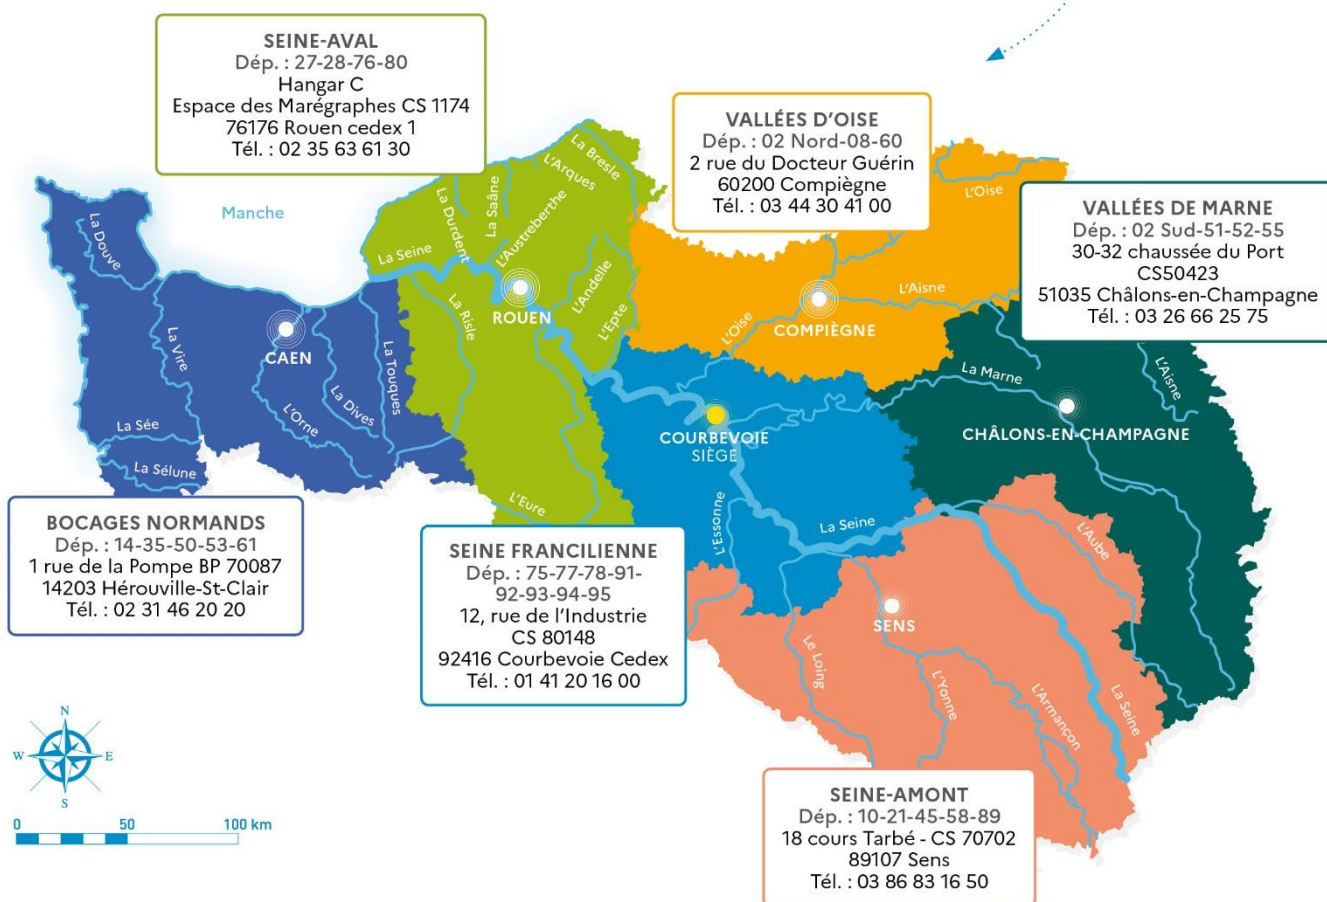 SEINE-AVAL
Dép. : 27-28-76-80
Hangar C
Espace des Marégraphes CS 1174
76176 Rouen cedex 1
Tél. : 02 35 63 61 30
VALLÉES D'OISE
Dép. : 02 Nord-08-60
2 rue du Docteur Guérin
60200 Compiègne
Tél. : 03 44 30 41 00
VALLÉES DE MARNE
Dép. : 02 Sud-51-52-55
30-32 chaussée du Port
CS50423
51035 Châlons-en-Champagne
Tél. : 03 26 66 25 75
Manche
La Douve
La Vire
La Sée
La Sélune
CAEN
L'Orne
La Dives
La Touques
La Seine
La Durdent
La Saâne
L'Austreberthe
L'Arques
La Bresle
ROUEN
La Risle
L'Andelle
L'Epte
L'Eure
L'Oise
L'Oise
L'Aisne
COMPIÈGNE
La Marne
L'Aisne
CHÂLONS-EN-CHAMPAGNE
COURBEVOIE
SIÈGE
L'Essonne
La Seine
L'Aube
SENS
Le Loing
L'Yonne
L'Armançon
La Seine
BOCAGES NORMANDS
Dép. : 14-35-50-53-61
1 rue de la Pompe BP 70087
14203 Hérouville-St-Clair
Tél. : 02 31 46 20 20
SEINE FRANCILIENNE
Dép. : 75-77-78-91-
92-93-94-95
12, rue de l'Industrie
CS 80148
92416 Courbevoie Cedex
Tél. : 01 41 20 16 00
SEINE-AMONT
Dép. : 10-21-45-58-89
18 cours Tarbé - CS 70702
89107 Sens
Tél. : 03 86 83 16 50
N
W
E
S
0
50
100 km